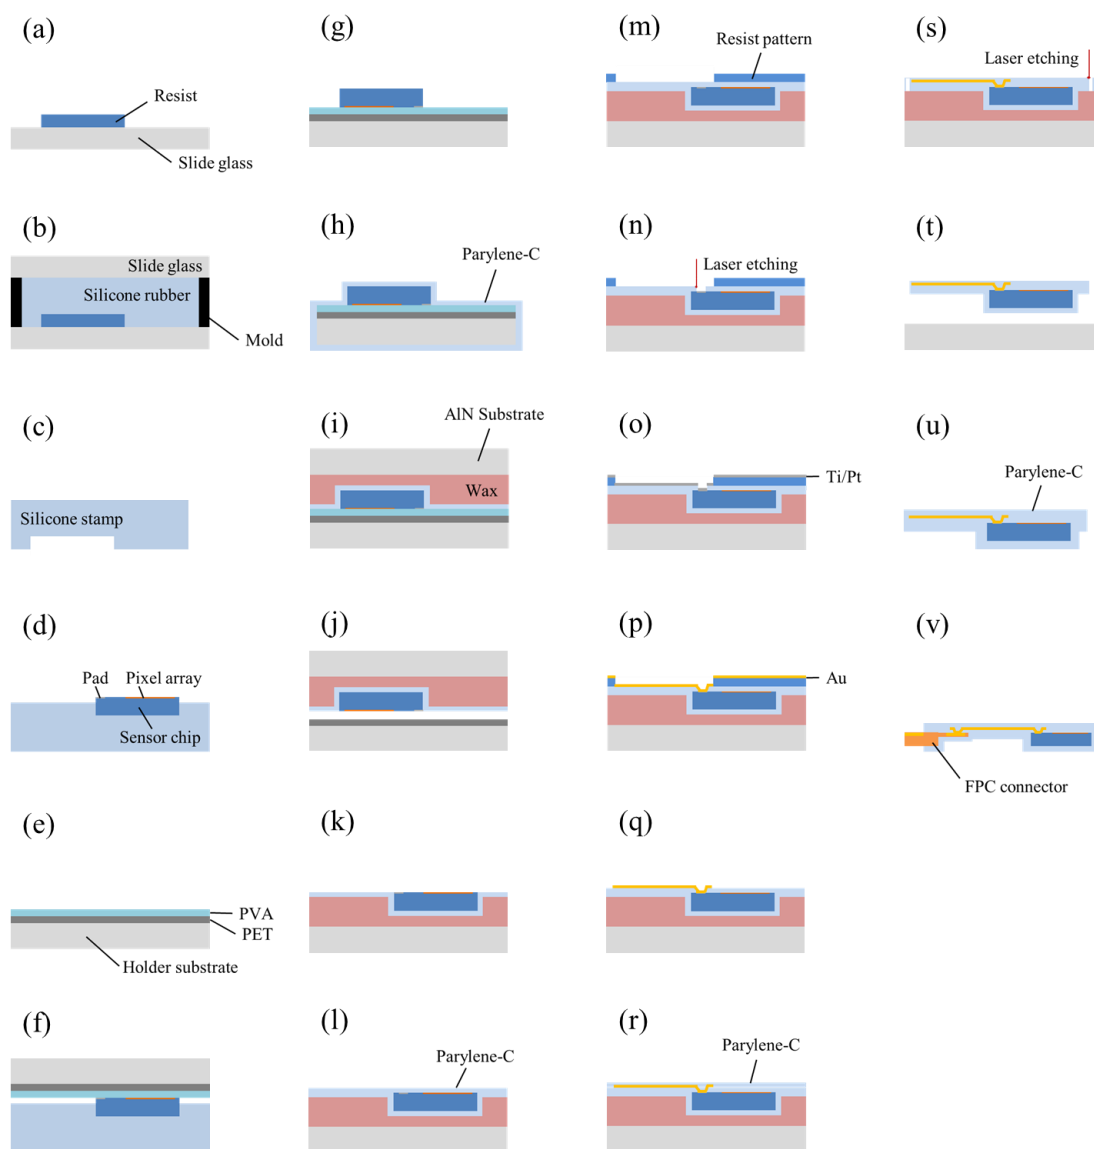 (a)
Resist
Slide glass
(b)
Slide glass
Silicone rubber
Mold
(c)
Silicone stamp
(d)
Pad
Pixel array
Sensor chip
(e)
PVA
PET
Holder substrate
(f)
(g)
(h)
Parylene-C
(i)
AlN Substrate
Wax
(j)
(k)
(l)
Parylene-C
(m)
Resist pattern
(n)
Laser etching
(o)
Ti/Pt
(p)
Au
(q)
(r)
Parylene-C
(s)
Laser etching
(t)
(u)
Parylene-C
(v)
FPC connector